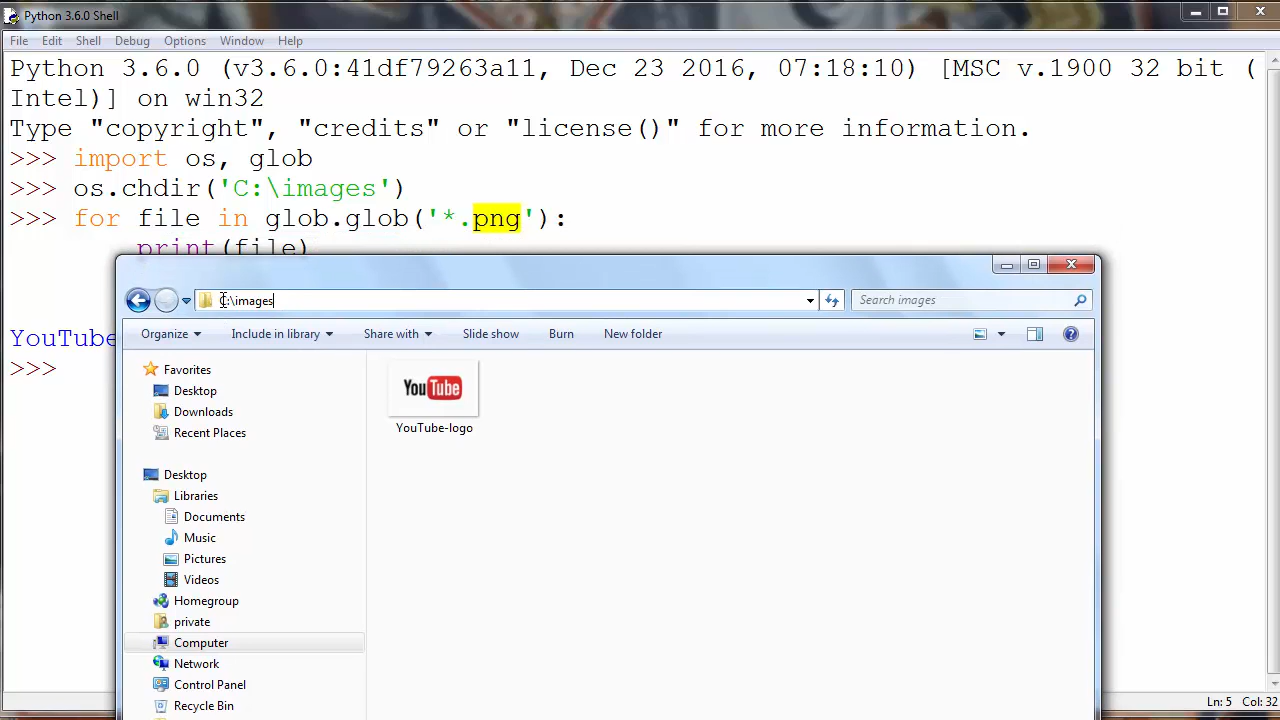 Python 3.6.0 Shell
File Edit Shell Debug Options Window Help
Python 3.6.0 (v3.6.0:41df79263a11, Dec 23 2016, 07:18:10) [MSC v.1900 32 bit (
Intel)] on win32
Type "copyright", "credits" or "license()" for more information.
>>> import os, glob
>>> os.chdir('C:\images')
>>> for file in glob.glob('*.png'):
print(file)
YouTube
>>>
C:\images
Search images
Organize Include in library Share with Slide show Burn New folder
Favorites
Desktop
Downloads
Recent Places
Desktop
Libraries
Documents
Music
Pictures
Videos
Homegroup
private
Computer
Network
Control Panel
Recycle Bin
YouTube
YouTube-logo
Ln: 5 Col: 32